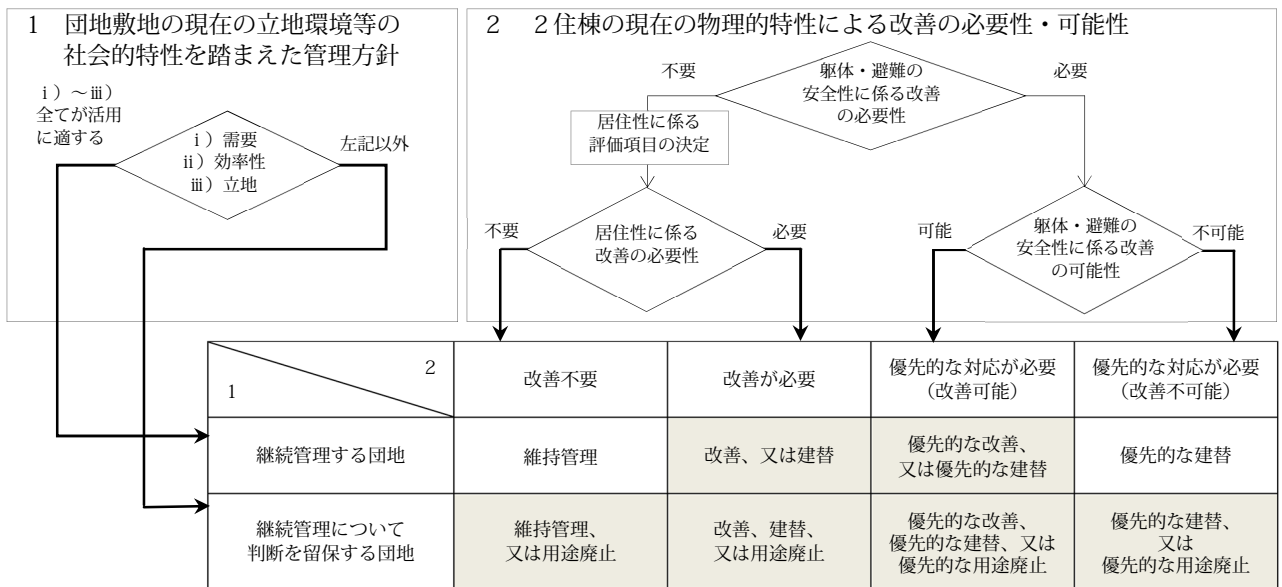 1　団地敷地の現在の立地環境等の
社会的特性を踏まえた管理方針
ⅰ）～ⅲ）
全てが活用
に適する
ⅰ）需要
ⅱ）効率性
ⅲ）立地
左記以外
2　２住棟の現在の物理的特性による改善の必要性・可能性
不要
躯体・避難の
安全性に係る改善
の必要性
必要
居住性に係る
評価項目の決定
不要
居住性に係る
改善の必要性
必要
可能
躯体・避難の
安全性に係る改善
の可能性
不可能
2
1
改善不要
改善が必要
優先的な対応が必要
（改善可能）
優先的な対応が必要
（改善不可能）
継続管理する団地
維持管理
改善、又は建替
優先的な改善、
又は優先的な建替
優先的な建替
継続管理について
判断を留保する団地
維持管理、
又は用途廃止
改善、建替、
又は用途廃止
優先的な改善、
優先的な建替、又は
優先的な用途廃止
優先的な建替、
又は
優先的な用途廃止